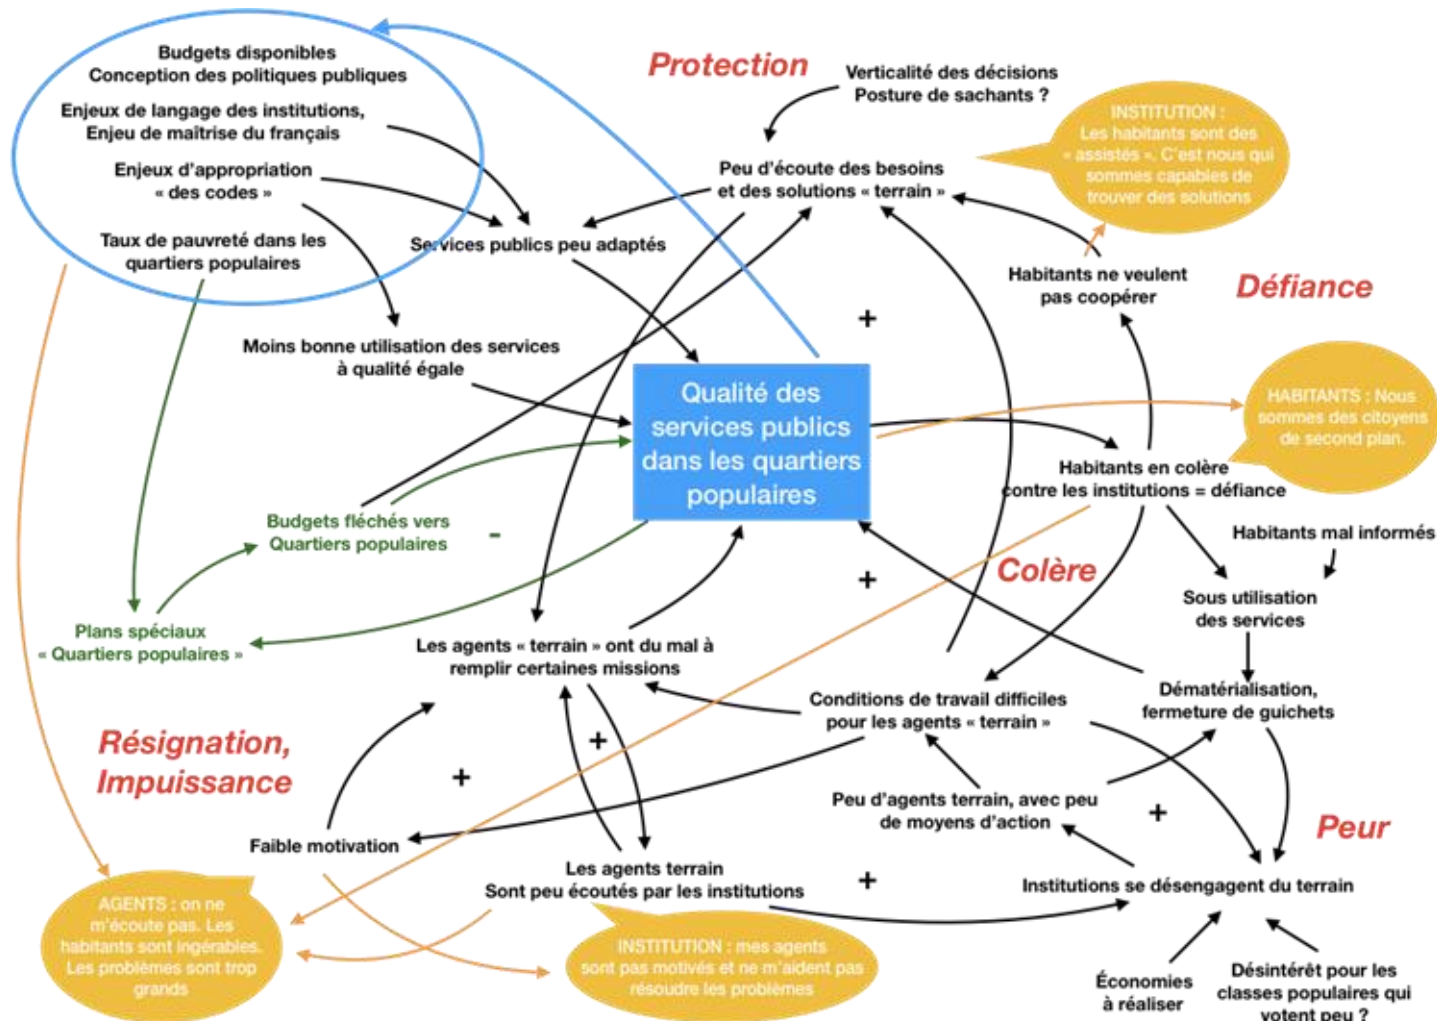 Budgets disponibles
Conception des politiques publiques
Enjeux de langage des institutions,
Enjeu de maîtrise du français
Enjeux d'appropriation
« des codes »
Taux de pauvreté dans les
quartiers populaires
Protection
Verticalité des décisions
Posture de sachants ?
INSTITUTION :
Les habitants sont des
« assistés ». C'est nous qui
sommes capables de
trouver des solutions
Peu d'écoute des besoins
et des solutions « terrain »
Services publics peu adaptés
Habitants ne veulent
pas coopérer
Défiance
+
Moins bonne utilisation des services
à qualité égale
Qualité des
services publics
dans les quartiers
populaires
HABITANTS : Nous
sommes des citoyens
de second plan.
Habitants en colère
contre les institutions = défiance
Budgets fléchés vers
Quartiers populaires
-
Habitants mal informés
+
Colère
Sous utilisation
des services
Plans spéciaux
« Quartiers populaires »
Les agents « terrain » ont du mal à
remplir certaines missions
Conditions de travail difficiles
pour les agents « terrain »
Dématérialisation,
fermeture de guichets
Résignation,
Impuissance
+
+
Peu d'agents terrain, avec peu
de moyens d'action
+
Peur
Faible motivation
Les agents terrain
Sont peu écoutés par les institutions
+
Institutions se désengagent du terrain
AGENTS : on ne
m'écoute pas. Les
habitants sont ingérables.
Les problèmes sont trop
grands
INSTITUTION : mes agents
sont pas motivés et ne m'aident pas
résoudre les problèmes
Économies
à réaliser
Désintérêt pour les
classes populaires qui
votent peu ?